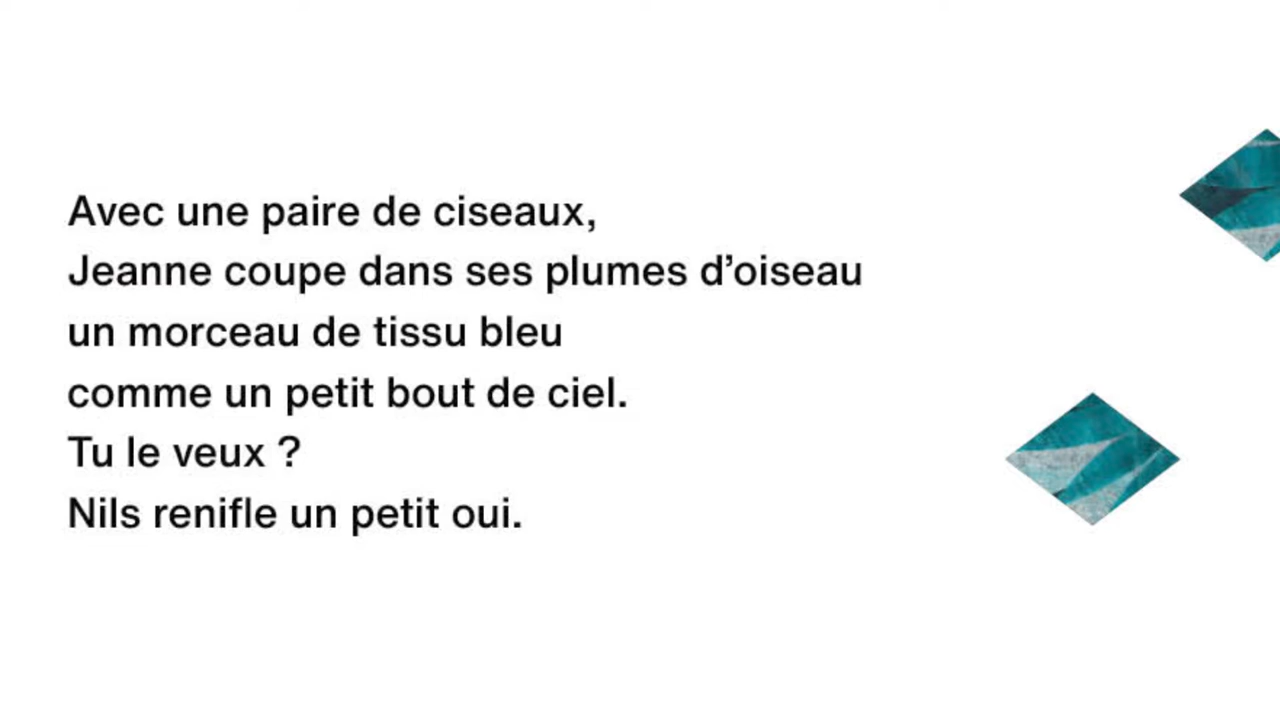 Avec une paire de ciseaux,
Jeanne coupe dans ses plumes d’oiseau
un morceau de tissu bleu
comme un petit bout de ciel.
Tu le veux ?
Nils renifle un petit oui.